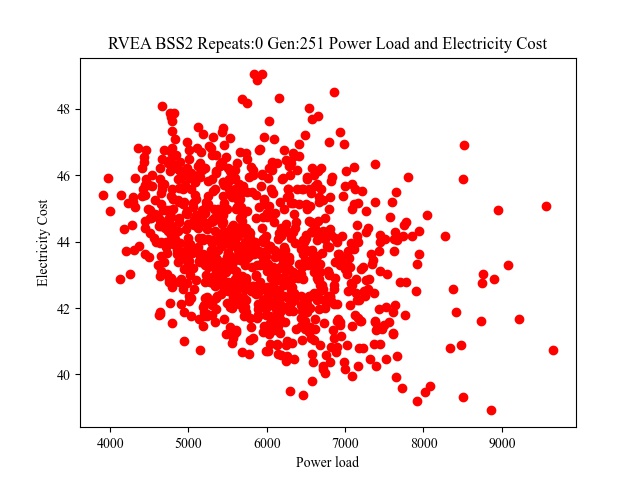 RVEA BSS2 Repeats:0 Gen:251 Power Load and Electricity Cost
48
46
44
42
40
Electricity Cost
4000 5000 6000 7000 8000 9000
Power load